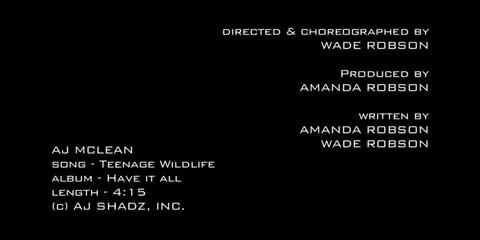 DIRECTED & CHOREOGRAPHED BY
WADE ROBSON
PRODUCED BY
AMANDA ROBSON
WRITTEN BY
AMANDA ROBSON
WADE ROBSON
AJ MCLEAN
SONG - TEENAGE WILDLIFE
ALBUM - HAVE IT ALL
LENGTH - 4:15
(C) AJ SHADZ, INC.